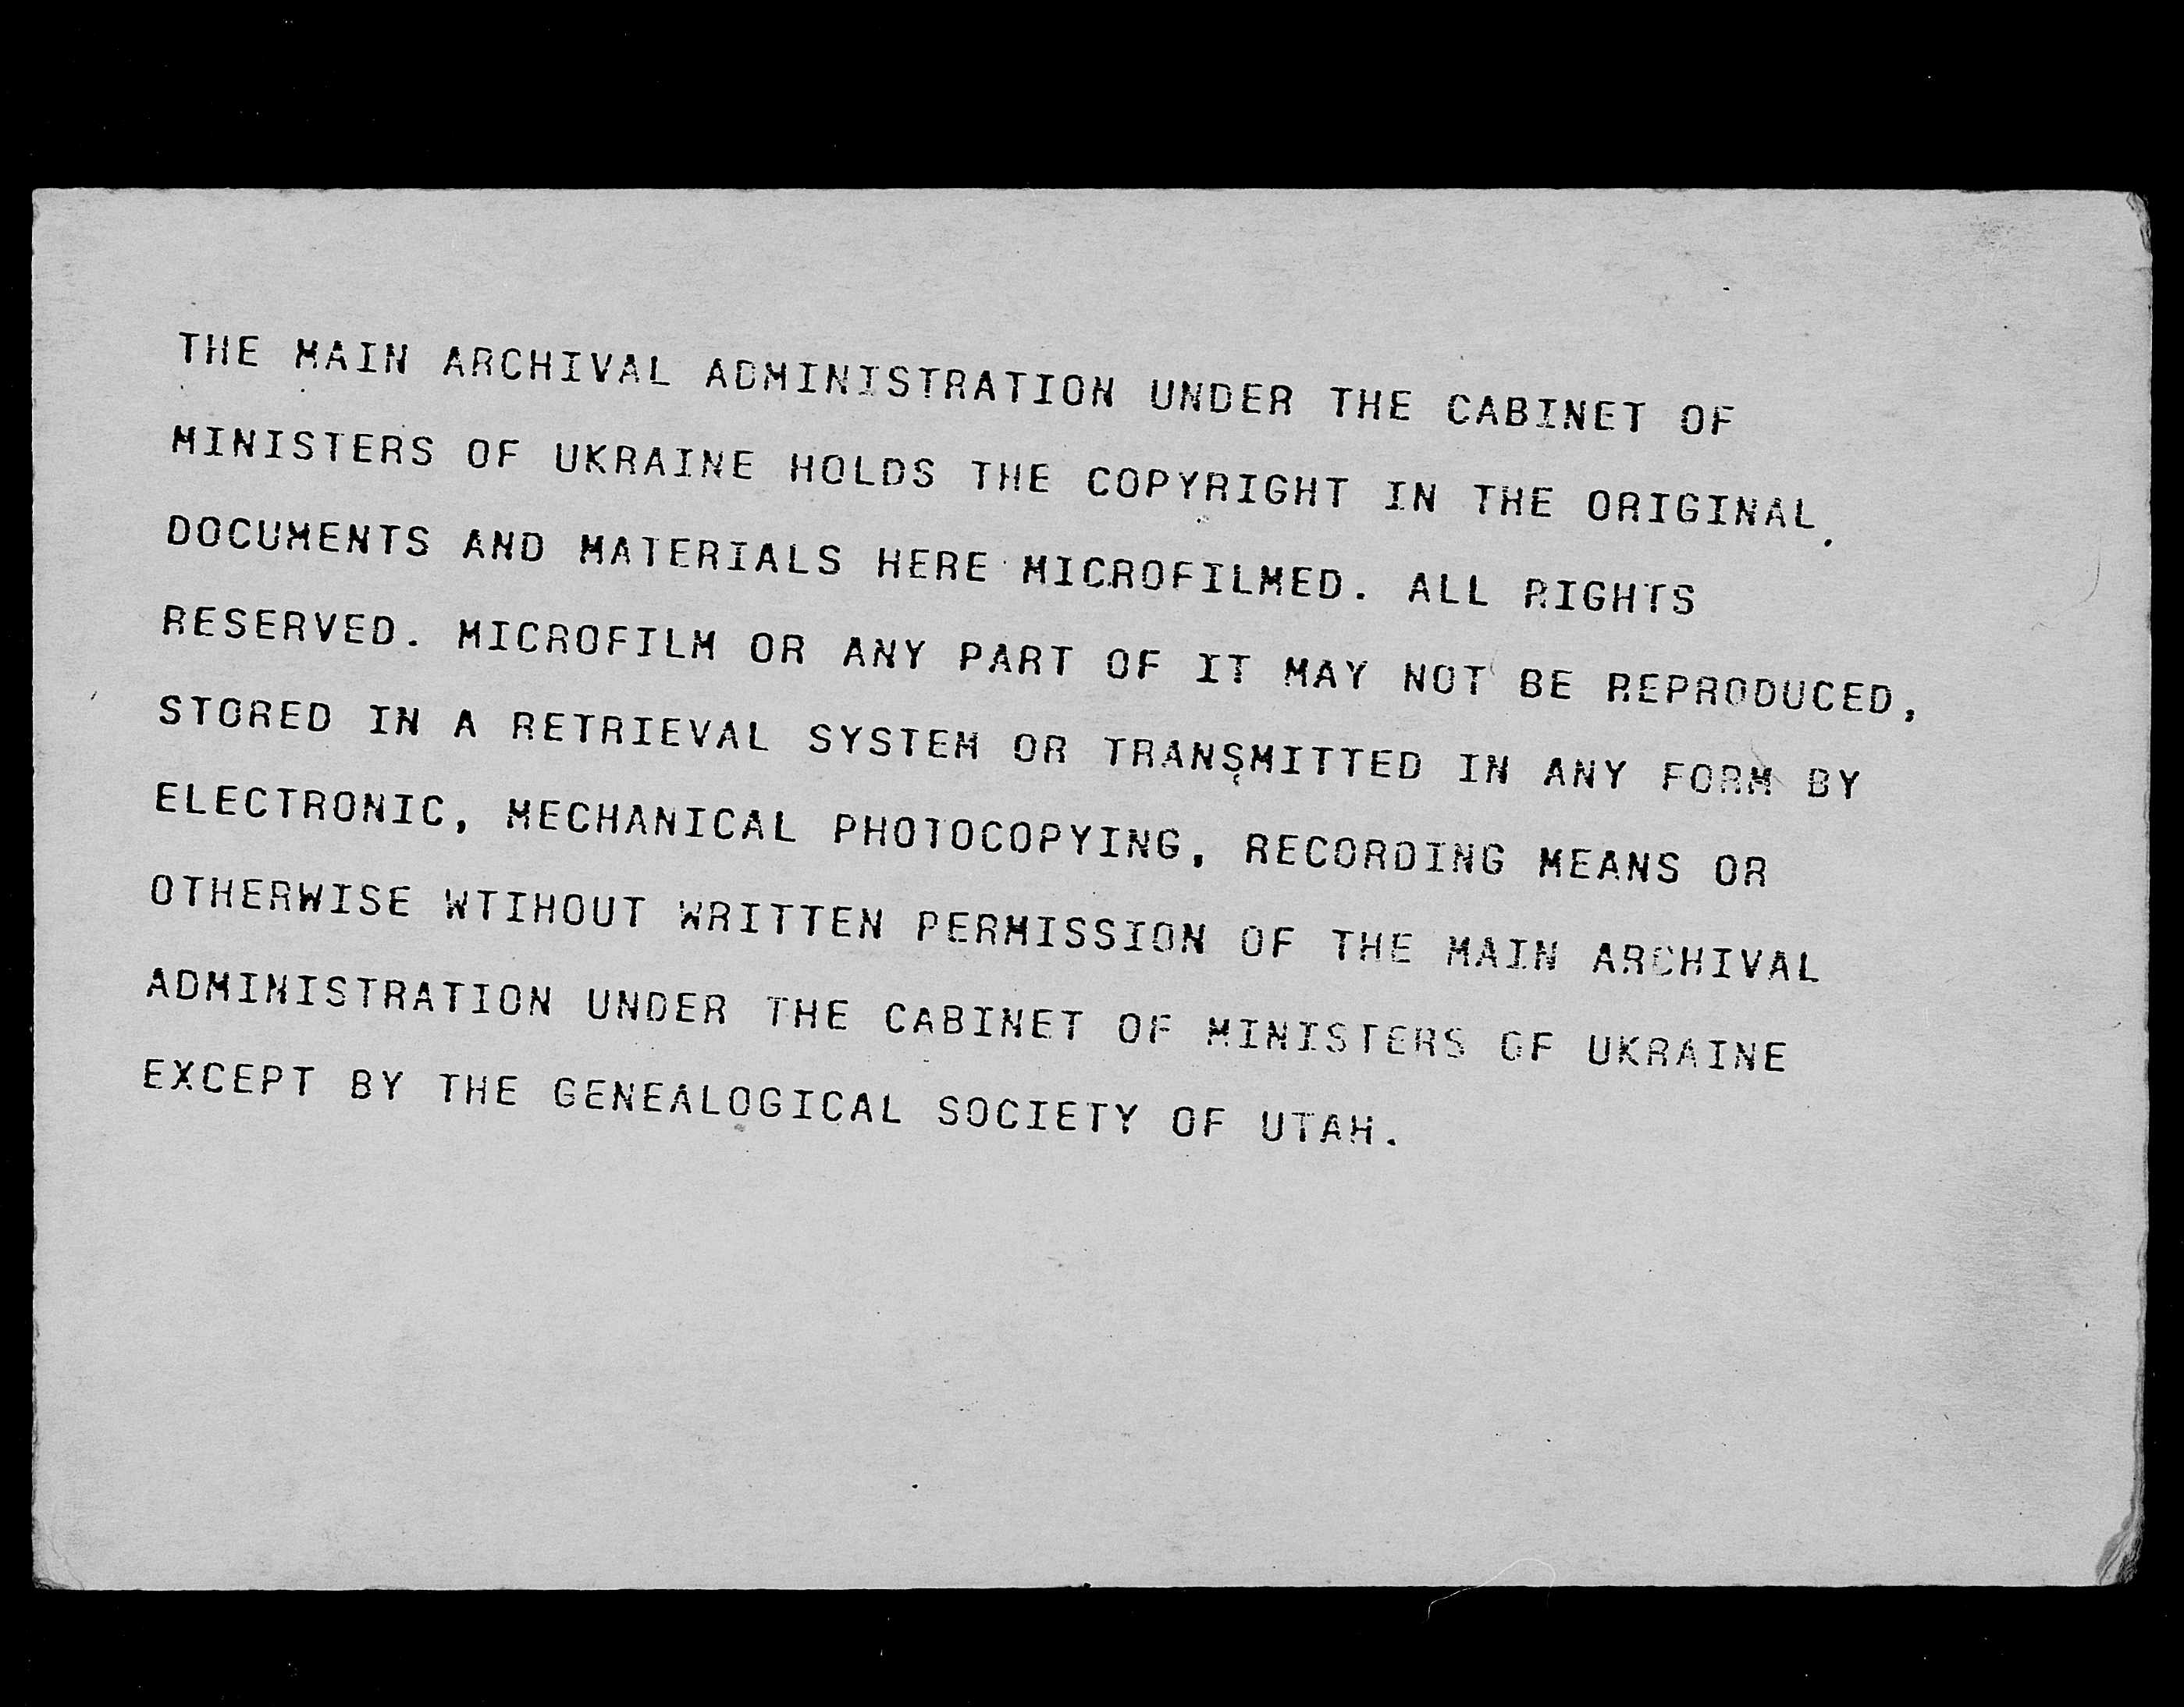 THE MAIN ARCHIVAL ADMINISTRATION UNDER THE CABINET OF
MINISTERS OF UKRAINE HOLDS THE COPYRIGHT IN THE ORIGINAL
DOCUMENTS AND MATERIALS HERE MICROFILMED. ALL RIGHTS
RESERVED. MICROFILM OR ANY PART OF IT MAY NOT BE REPRODUCED,
STORED IN A RETRIEVAL SYSTEM OR TRANSMITTED IN ANY FORM BY
ELECTRONIC, MECHANICAL PHOTOCOPYING, RECORDING MEANS OR
OTHERWISE WTIHOUT WRITTEN PERMISSION OF THE MAIN ARCHIVAL
ADMINISTRATION UNDER THE CABINET OF MINISTERS OF UKRAINE
EXCEPT BY THE GENEALOGICAL SOCIETY OF UTAH.